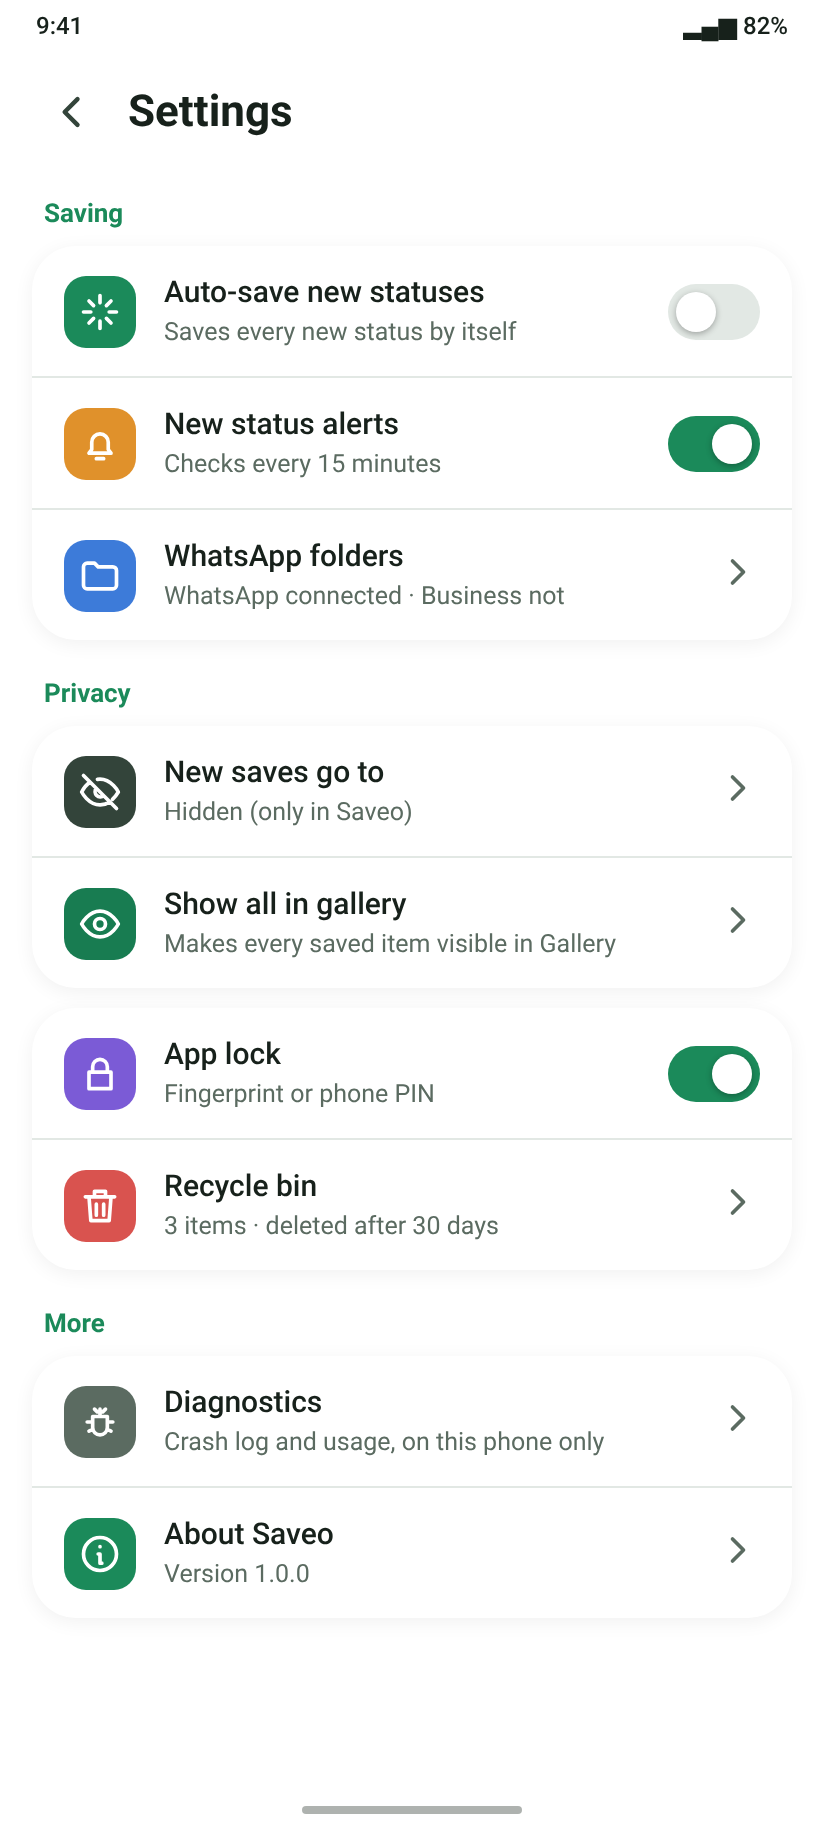 9:41
82%
Settings
Saving
Auto-save new statuses
Saves every new status by itself
New status alerts
Checks every 15 minutes
WhatsApp folders
WhatsApp connected · Business not
Privacy
New saves go to
Hidden (only in Saveo)
Show all in gallery
Makes every saved item visible in Gallery
App lock
Fingerprint or phone PIN
Recycle bin
3 items · deleted after 30 days
More
Diagnostics
Crash log and usage, on this phone only
About Saveo
Version 1.0.0